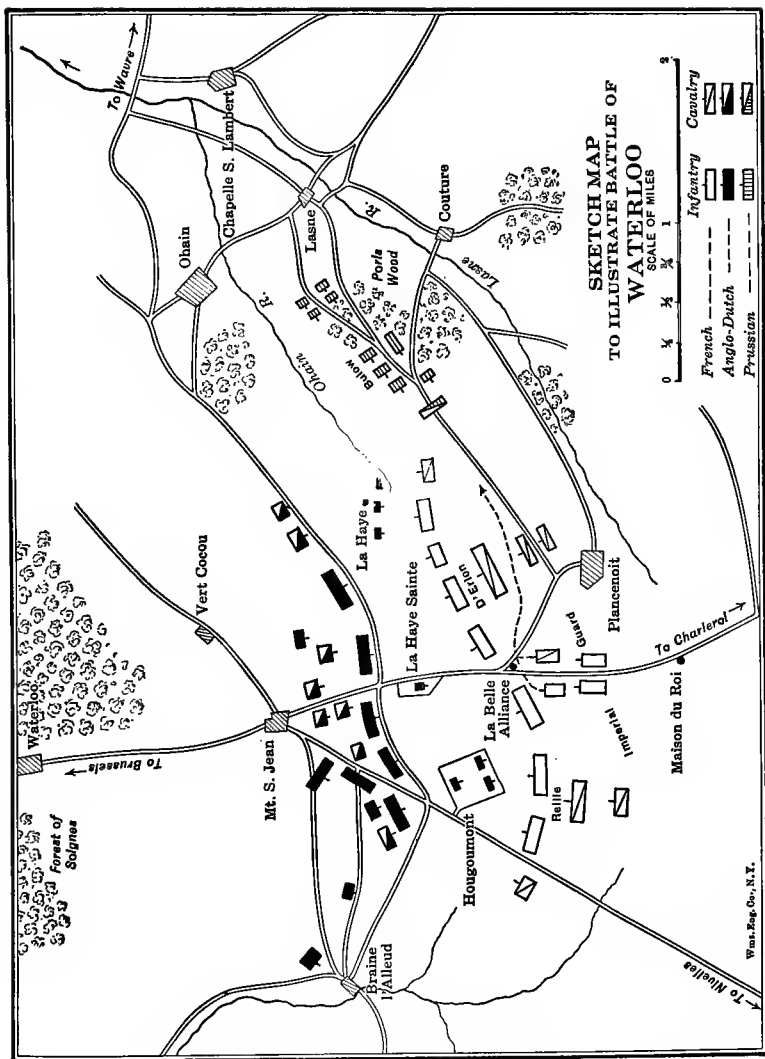 SKETCH MAP
TO ILLUSTRATE BATTLE OF
WATERLOO
SCALE OF MILES
0 ¼ ½ ¾ 1 2
Infantry Cavalry
French
Anglo-Dutch
Prussian
Waterloo
To Brussels
Forest of
Soignes
Vert Cocou
Mt. S. Jean
Braine
l'Alleud
Hougoumont
To Nivelles
Reille
Imperial
Guard
Maison du Roi
To Charleroi
La Belle
Alliance
La Haye Sainte
La Haye
D'Erlon
Plancenoit
Ohain
Ohain R.
Chapelle S. Lambert
To Wavre
Lasne
Lasne R.
Paris
Wood
Bulow
Couture
Wms. Eng. Co., N.Y.